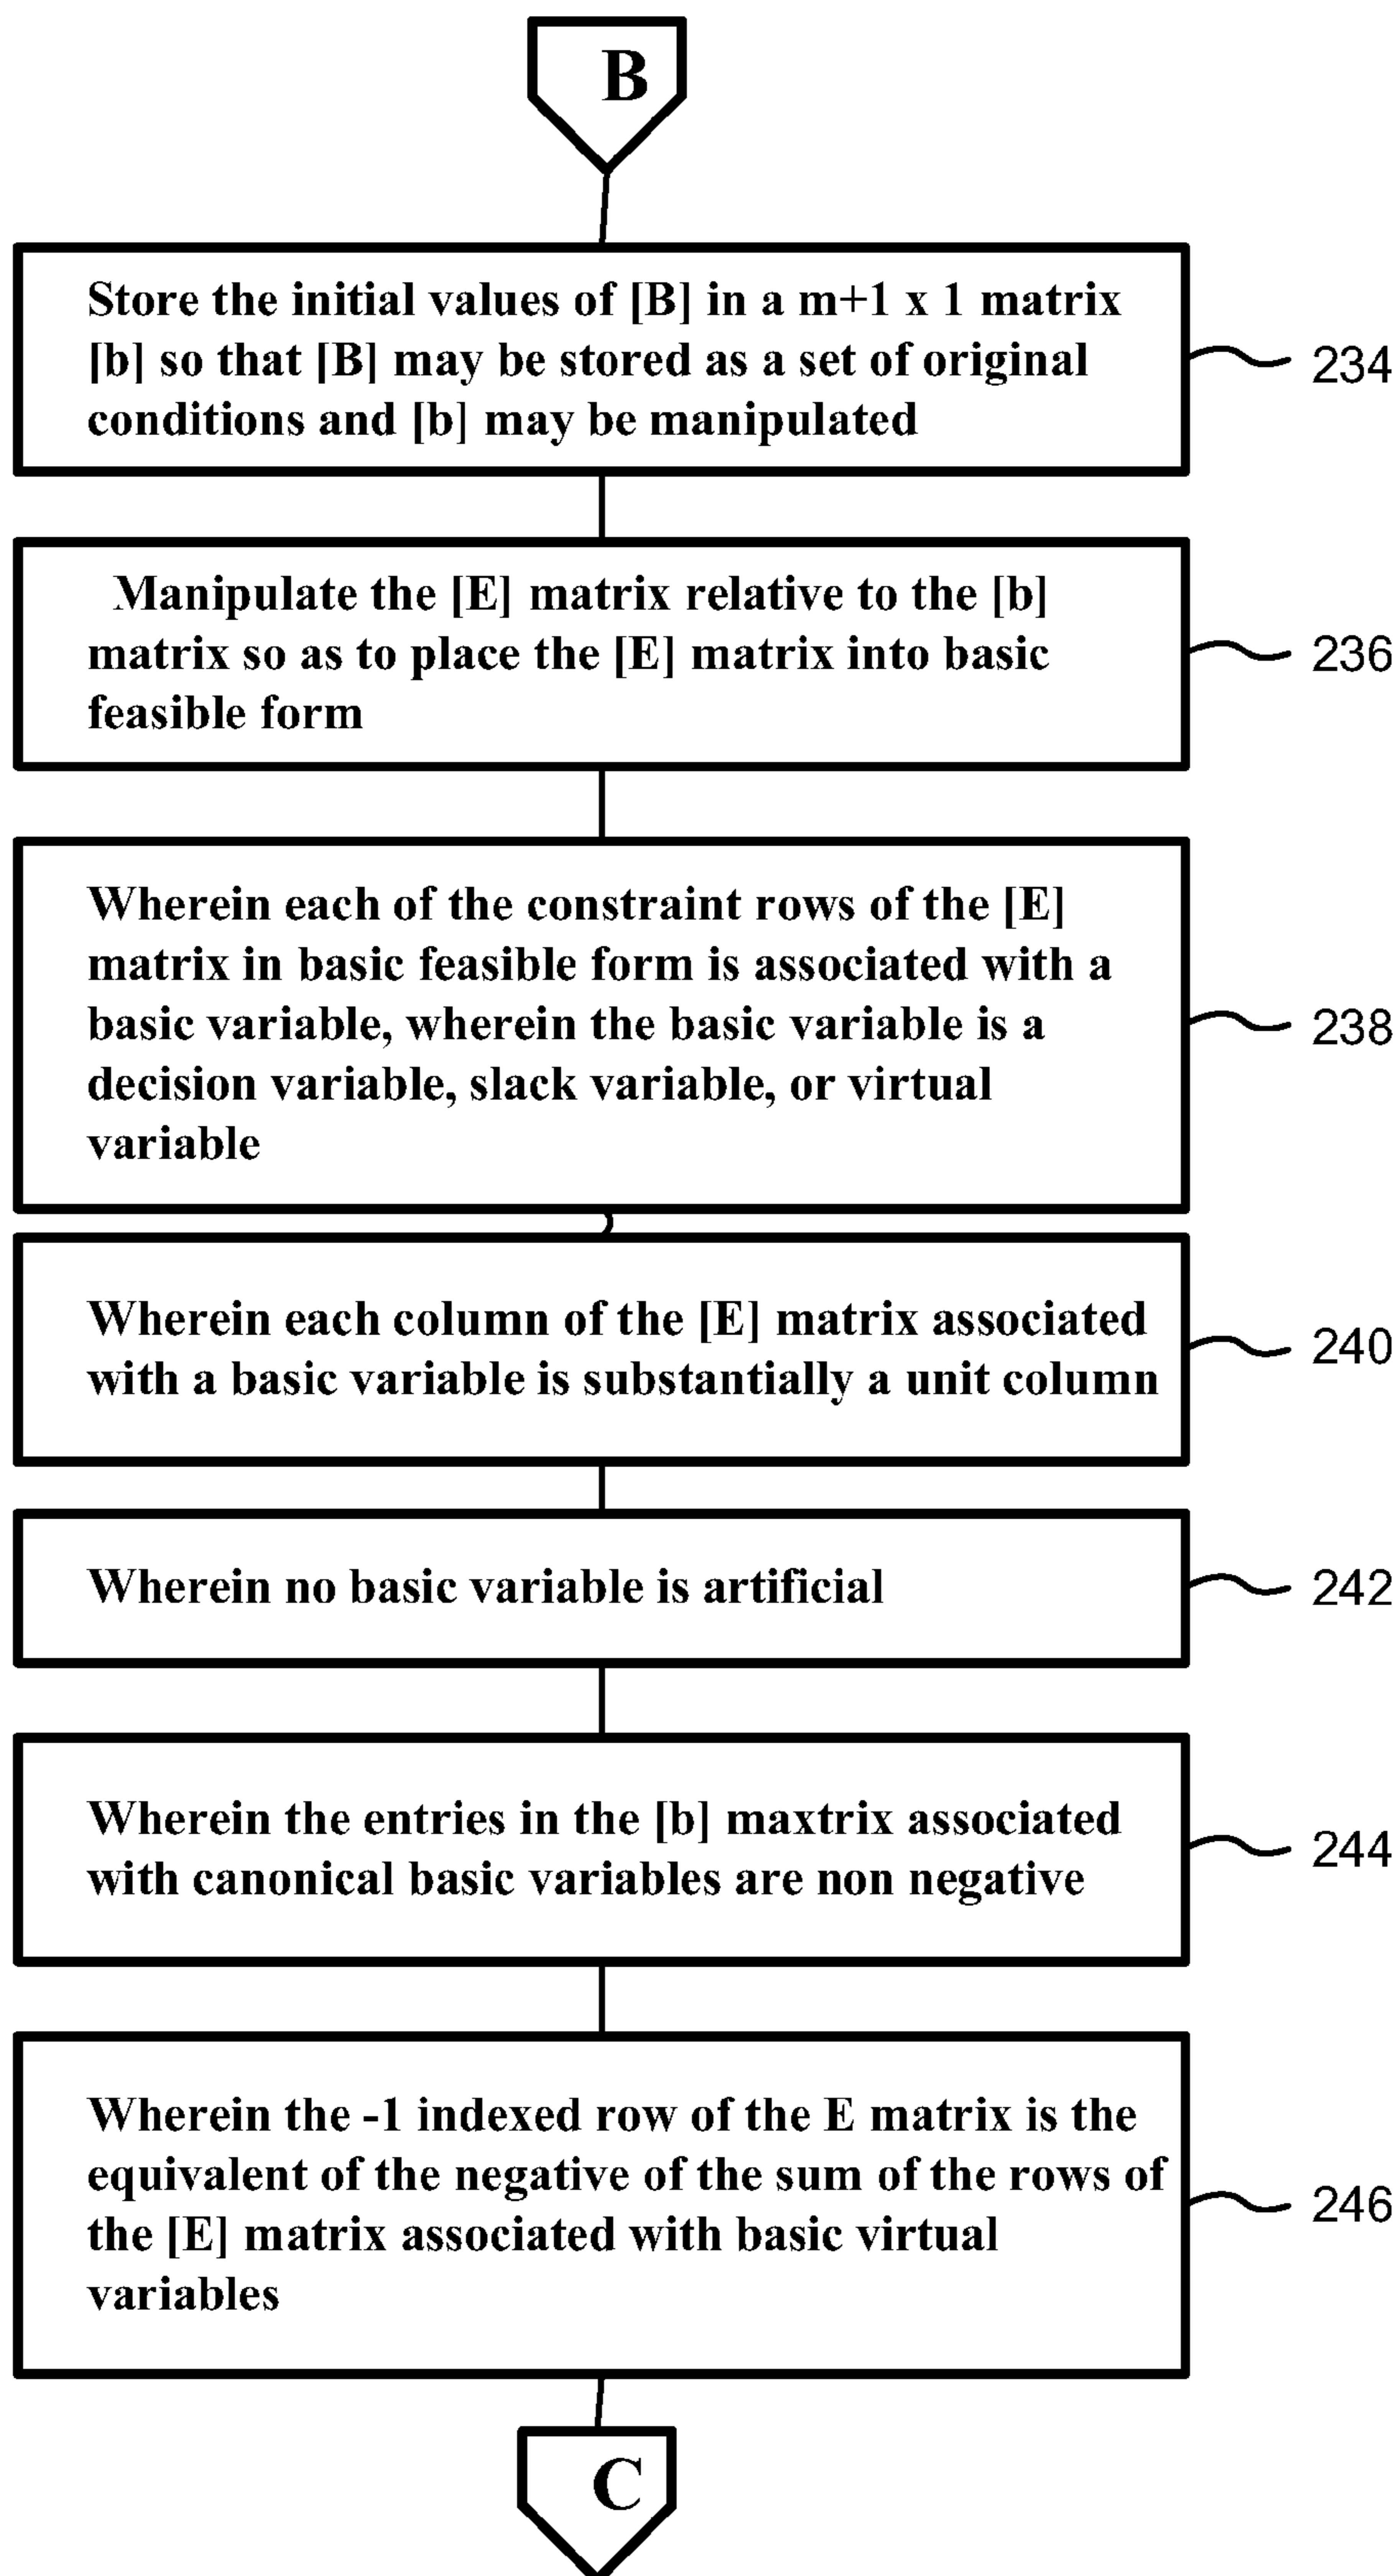 B
Store the initial values of [B] in a m+1 x 1 matrix
[b] so that [B] may be stored as a set of original
conditions and [b] may be manipulated
234
Manipulate the [E] matrix relative to the [b]
matrix so as to place the [E] matrix into basic
feasible form
236
Wherein each of the constraint rows of the [E]
matrix in basic feasible form is associated with a
basic variable, wherein the basic variable is a
decision variable, slack variable, or virtual
variable
238
Wherein each column of the [E] matrix associated
with a basic variable is substantially a unit column
240
Wherein no basic variable is artificial
242
Wherein the entries in the [b] maxtrix associated
with canonical basic variables are non negative
244
Wherein the -1 indexed row of the E matrix is the
equivalent of the negative of the sum of the rows of
the [E] matrix associated with basic virtual
variables
246
C